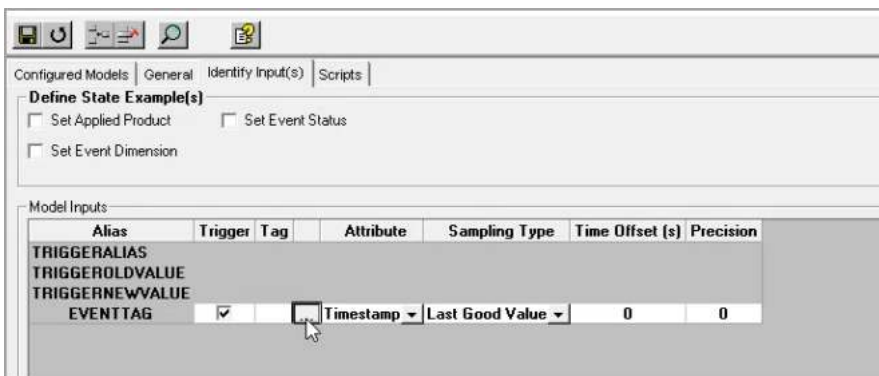 Configured Models General Identify Input(s) Scripts
Define State Example(s)
Set Applied Product Set Event Status
Set Event Dimension
Model Inputs
Alias Trigger Tag Attribute Sampling Type Time Offset (s) Precision
TRIGGERALIAS
TRIGGEROLDVALUE
TRIGGERNEWVALUE
EVENTTAG ... Timestamp Last Good Value 0 0